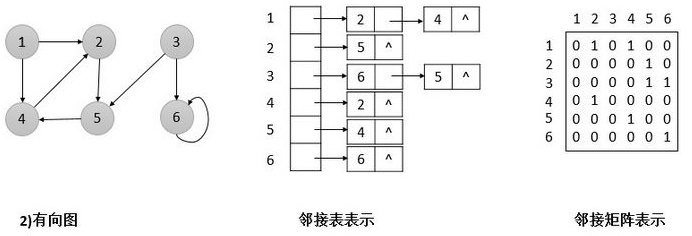 1 2 3
4 5 6
2)有向图
1 2 4 ^
2 5 ^
3 6 5 ^
4 2 ^
5 4 ^
6 6 ^
邻接表表示
1 2 3 4 5 6
1 0 1 0 1 0 0
2 0 0 0 0 1 0
3 0 0 0 0 1 1
4 0 1 0 0 0 0
5 0 0 0 1 0 0
6 0 0 0 0 0 1
邻接矩阵表示